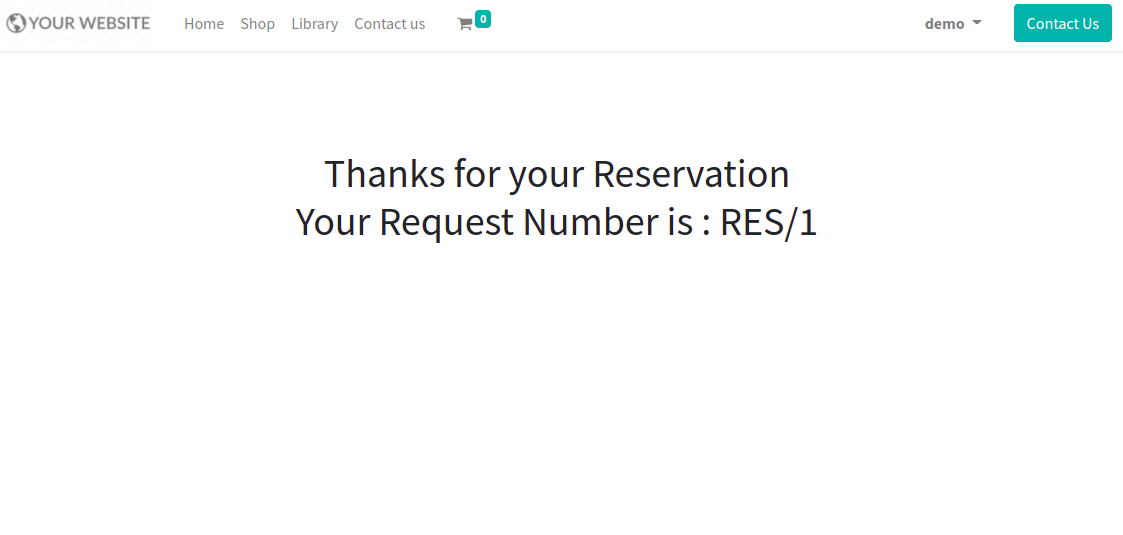 YOUR WEBSITE Home Shop Library Contact us 0 demo Contact Us
Thanks for your Reservation
Your Request Number is : RES/1